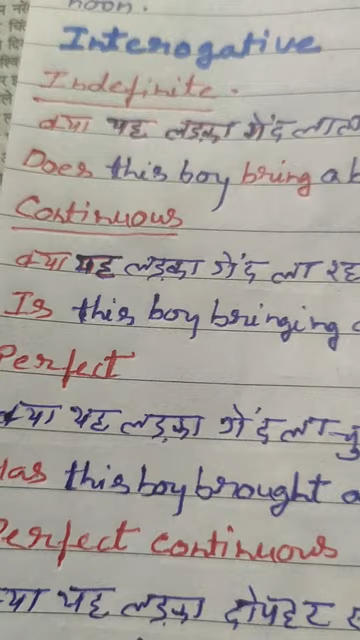 noon.
Interogative
Indefinite.
क्या यह लड़का गेंद लाता
Does this boy bring a b
Continuous
क्या यह लड़का गेंद ला रह
Is this boy bringing
Perfect
क्या यह लड़का गेंद ला चु
Has this boy brought a
Perfect continuous
क्या यह लड़का दोपहर स